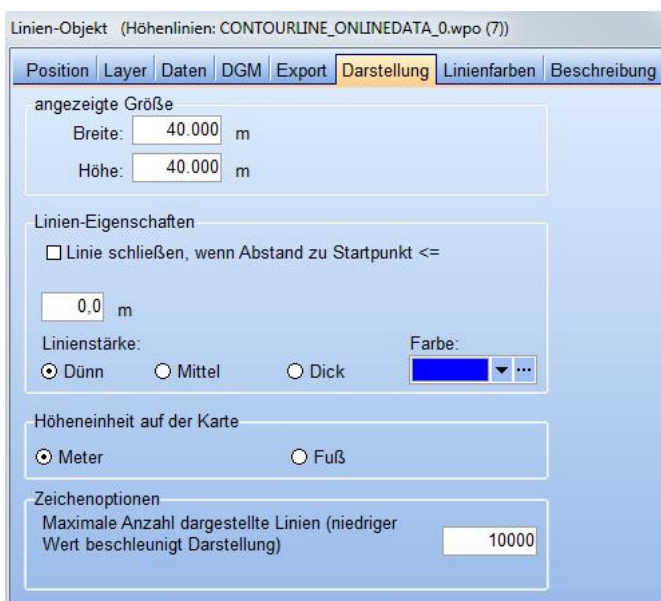 Linien-Objekt (Höhenlinien: CONTOURLINE_ONLINEDATA_0.wpo (7))
Position Layer Daten DGM Export Darstellung Linienfarben Beschreibung
angezeigte Größe
Breite: 40.000 m
Höhe: 40.000 m
Linien-Eigenschaften
Linie schließen, wenn Abstand zu Startpunkt <=
0,0 m
Linienstärke: Farbe:
Dünn Mittel Dick
Höheneinheit auf der Karte
Meter Fuß
Zeichenoptionen
Maximale Anzahl dargestellte Linien (niedriger
Wert beschleunigt Darstellung) 10000